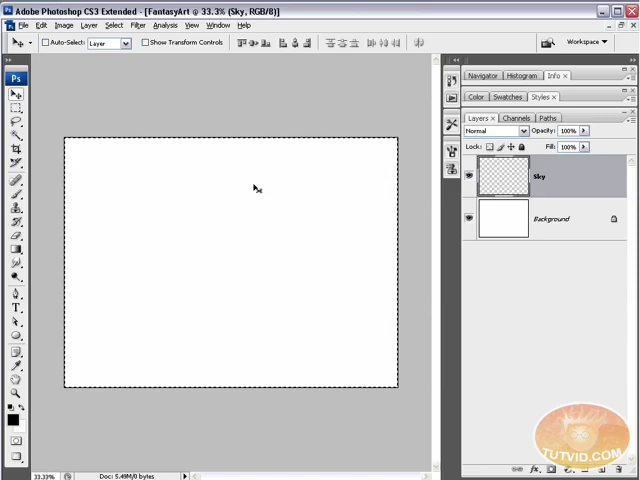 Adobe Photoshop CS3 Extended - [FantasyArt @ 33.3% (Sky, RGB/8)]
File Edit Image Layer Select Filter Analysis View Window Help
Auto-Select: Layer Show Transform Controls Workspace
Navigator Histogram Info x
Color Swatches Styles x
Layers x Channels Paths
Normal Opacity: 100%
Lock: Fill: 100%
Ps
Sky
Background
T
TUTVID.COM
33.33% Doc: 5.49M/0 bytes